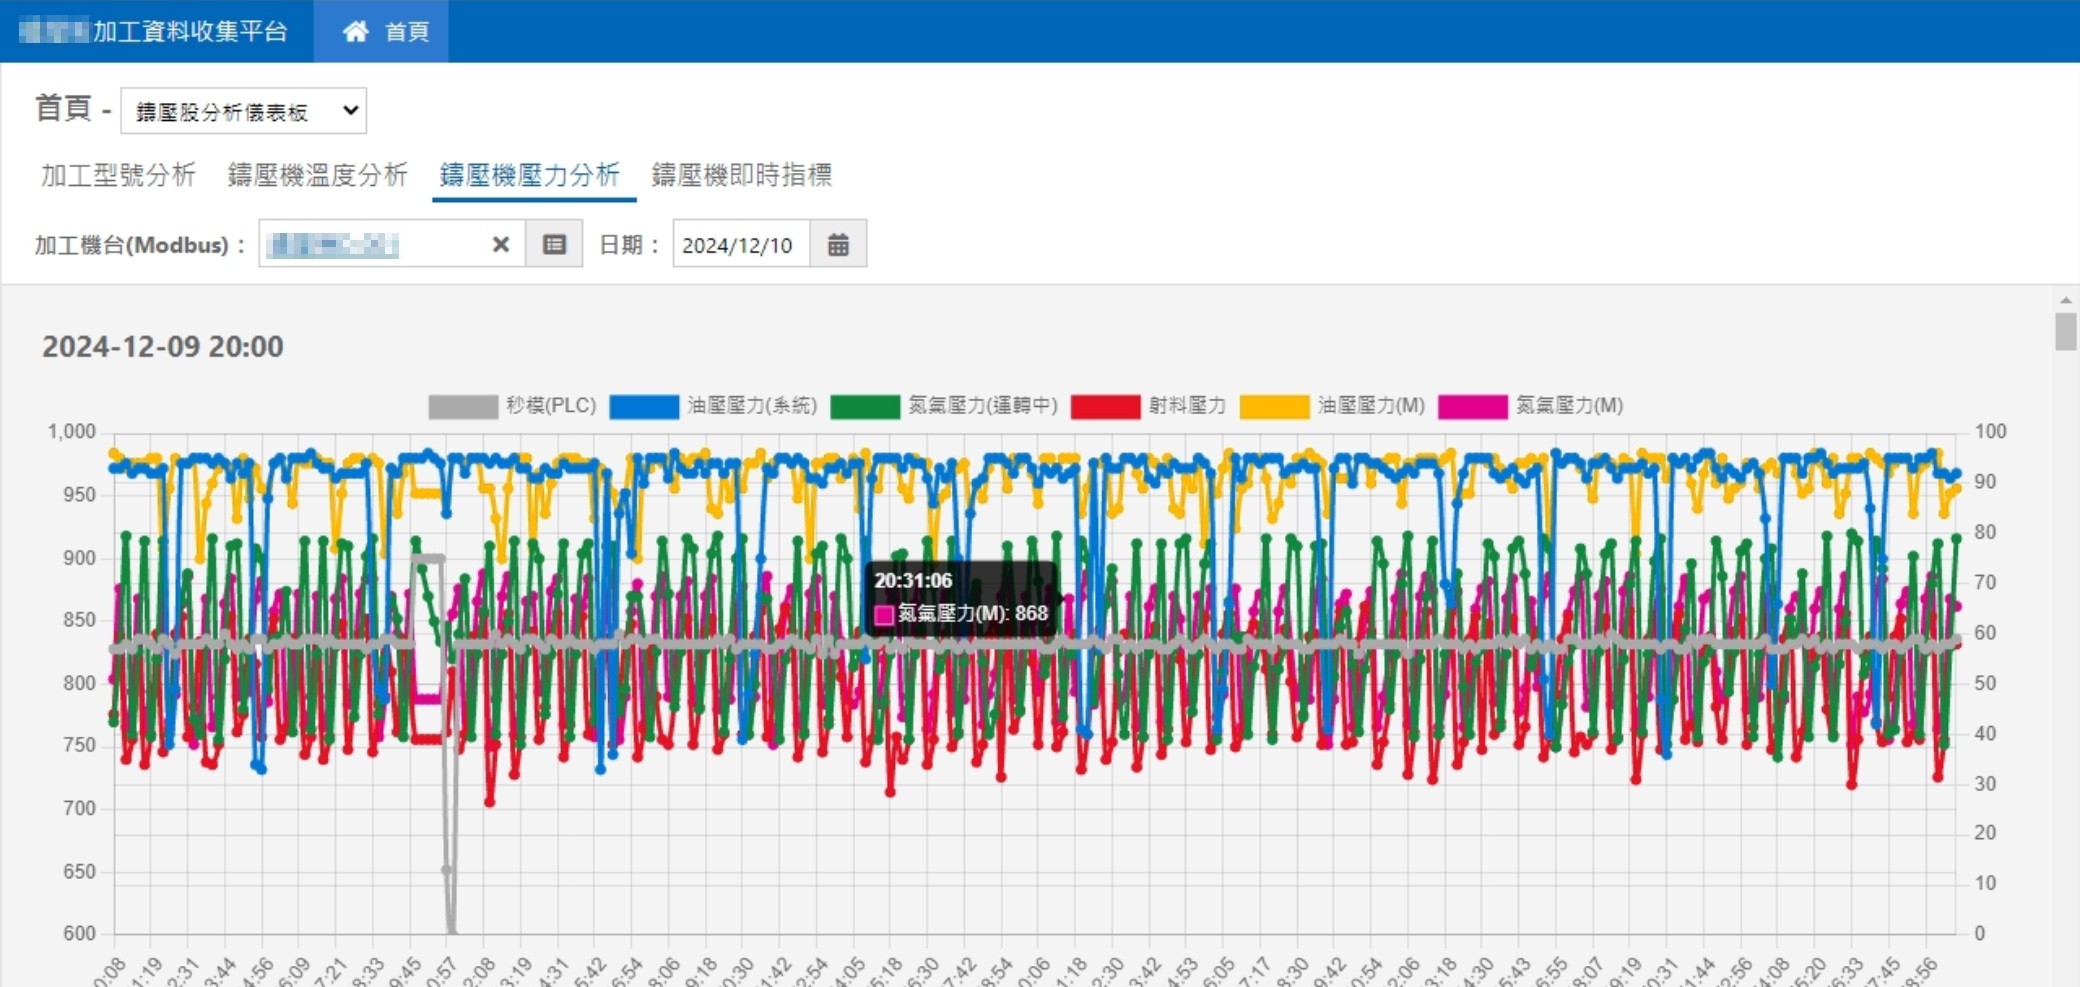 加工資料收集平台 首頁
首頁 - 鑄壓股分析儀表板
加工型號分析 鑄壓機溫度分析 鑄壓機壓力分析 鑄壓機即時指標
加工機台(Modbus)： 日期： 2024/12/10
2024-12-09 20:00
秒模(PLC) 油壓壓力(系統) 氮氣壓力(運轉中) 射料壓力 油壓壓力(M) 氮氣壓力(M)
1,000 100
950 90
900 80
850 70
800 60
750 50
700 40
650 30
600 20
10
0
20:31:06
氮氣壓力(M): 868
0:08 1:19 2:31 3:44 4:56 6:09 7:21 8:33 9:45 0:57 2:08 3:19 4:31 5:42 6:54 8:06 9:18 0:30 1:42 2:54 4:05 5:18 6:30 7:42 8:54 0:06 1:18 2:30 3:42 4:53 6:05 7:17 8:30 9:42 0:54 2:06 3:18 4:30 5:43 6:55 8:07 9:19 0:31 1:44 2:56 4:08 5:20 6:33 7:45 8:56